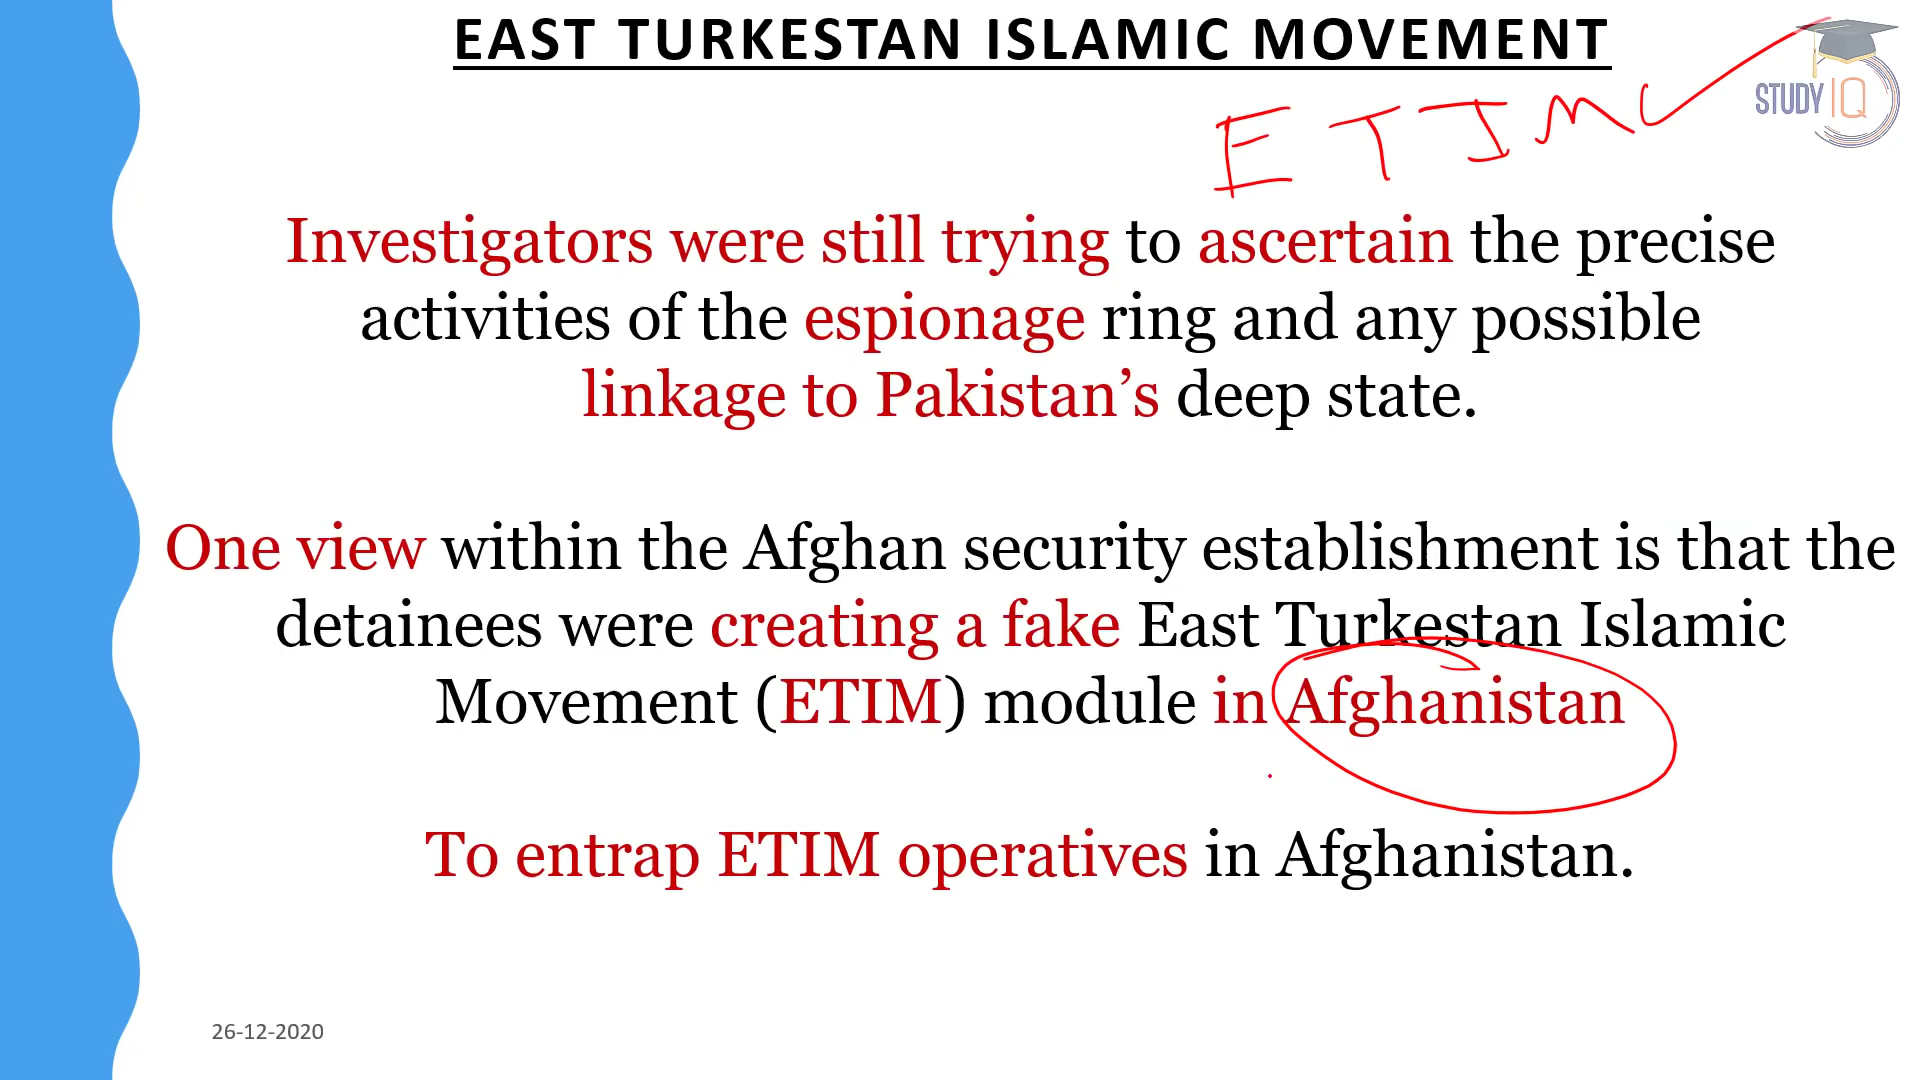 EAST TURKESTAN ISLAMIC MOVEMENT
STUDY IQ
ETIM
Investigators were still trying to ascertain the precise
activities of the espionage ring and any possible
linkage to Pakistan’s deep state.
One view within the Afghan security establishment is that the
detainees were creating a fake East Turkestan Islamic
Movement (ETIM) module in Afghanistan
To entrap ETIM operatives in Afghanistan.
26-12-2020